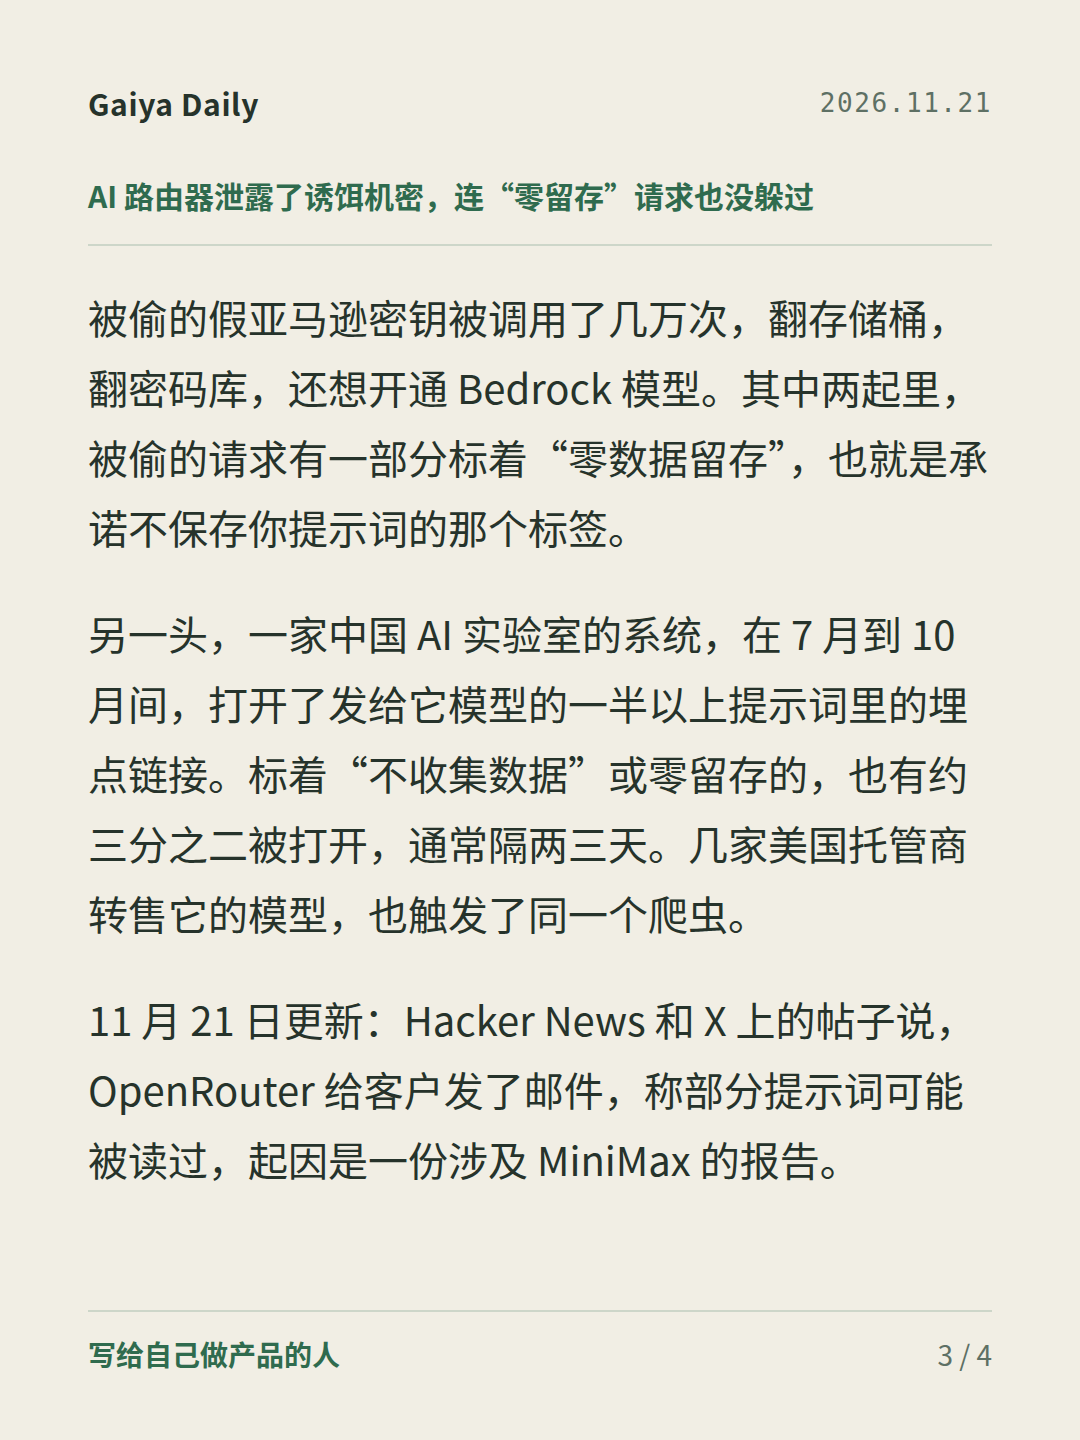 Gaiya Daily
2026.11.21
AI 路由器泄露了诱饵机密，连“零留存”请求也没躲过
被偷的假亚马逊密钥被调用了几万次，翻存储桶，
翻密码库，还想开通 Bedrock 模型。其中两起里，
被偷的请求有一部分标着“零数据留存”，也就是承
诺不保存你提示词的那个标签。
另一头，一家中国 AI 实验室的系统，在 7 月到 10
月间，打开了发给它模型的一半以上提示词里的埋
点链接。标着“不收集数据”或零留存的，也有约
三分之二被打开，通常隔两三天。几家美国托管商
转售它的模型，也触发了同一个爬虫。
11 月 21 日更新：Hacker News 和 X 上的帖子说，
OpenRouter 给客户发了邮件，称部分提示词可能
被读过，起因是一份涉及 MiniMax 的报告。
写给自己做产品的人
3 / 4